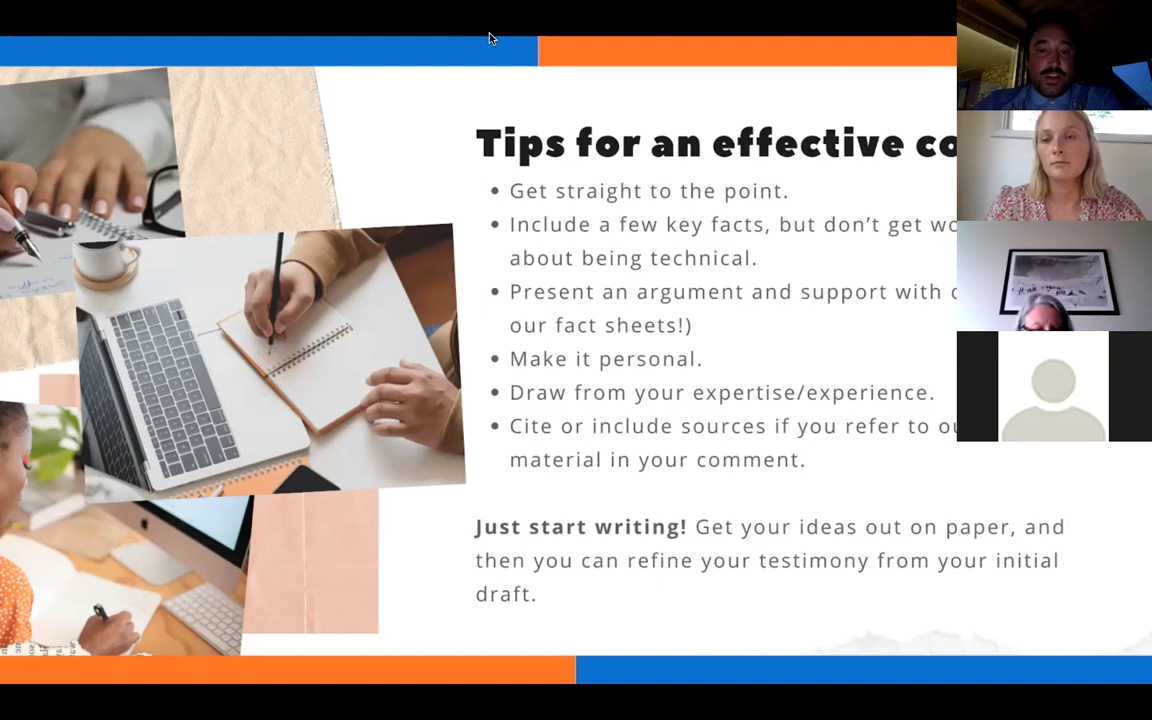 Tips for an effective
Get straight to the point.
Include a few key facts, but don't get
about being technical.
Present an argument and support with
our fact sheets!)
Make it personal.
Draw from your expertise/experience.
Cite or include sources if you refer to
material in your comment.
Just start writing! Get your ideas out on paper, and
then you can refine your testimony from your initial
draft.